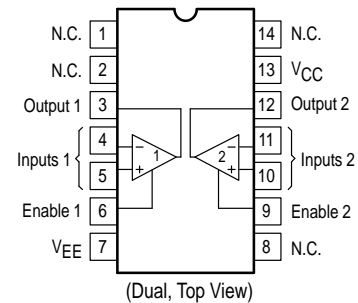 N.C. 1 14 N.C.
N.C. 2 13 VCC
Output 1 3 12 Output 2
4 – – 11
Inputs 1 1 2 Inputs 2
5 + + 10
Enable 1 6 9 Enable 2
VEE 7 8 N.C.
(Dual, Top View)